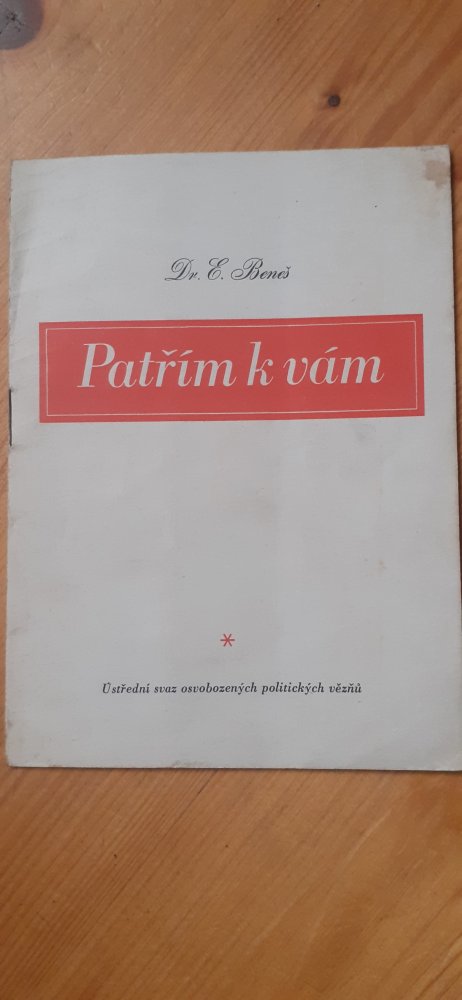 Dr. E. Beneš
Patřím k vám
*
Ústřední svaz osvobozených politických vězňů